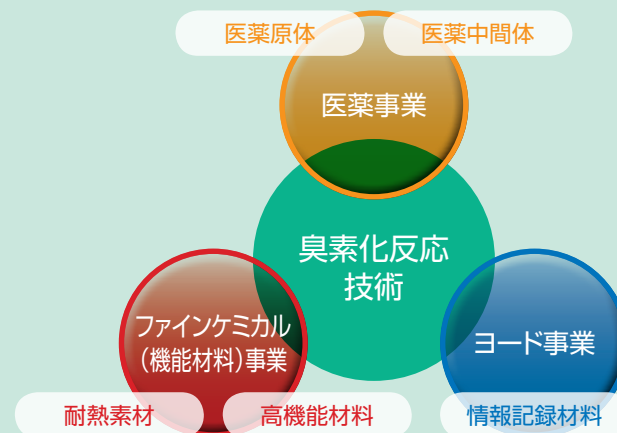 医薬原体
医薬中間体
医薬事業
臭素化反応
技術
ファインケミカル
(機能材料)事業
ヨード事業
耐熱素材
高機能材料
情報記録材料